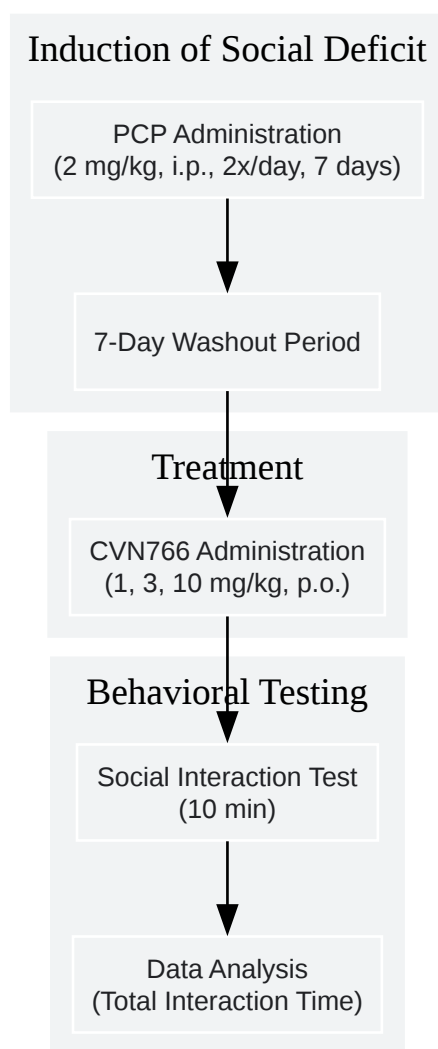 Induction of Social Deficit
PCP Administration
(2 mg/kg, i.p., 2x/day, 7 days)
7-Day Washout Period
Treatment
CVN766 Administration
(1, 3, 10 mg/kg, p.o.)
Behavioral Testing
Social Interaction Test
(10 min)
Data Analysis
(Total Interaction Time)